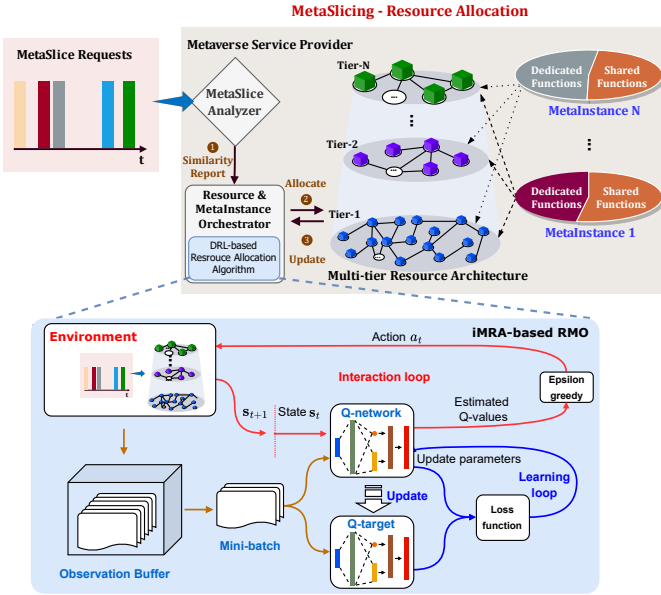 MetaSlicing - Resource Allocation
MetaSlice Requests
t
Metaverse Service Provider
MetaSlice
Analyzer
1
Similarity
Report
Resource &
MetaInstance
Orchestrator
DRL-based
Resrouce Allocation
Algorithm
Allocate
2
3
Update
Tier-N
...
Tier-2
...
Tier-1
...
Multi-tier Resource Architecture
Dedicated
Functions
Shared
Functions
MetaInstance N
Dedicated
Functions
Shared
Functions
MetaInstance 1
iMRA-based RMO
Environment
t
Action a_t
Interaction loop
Epsilon
greedy
s_{t+1}
State s_t
Q-network
Estimated
Q-values
Update parameters
Learning
loop
Update
Loss
function
Q-target
Mini-batch
Observation Buffer